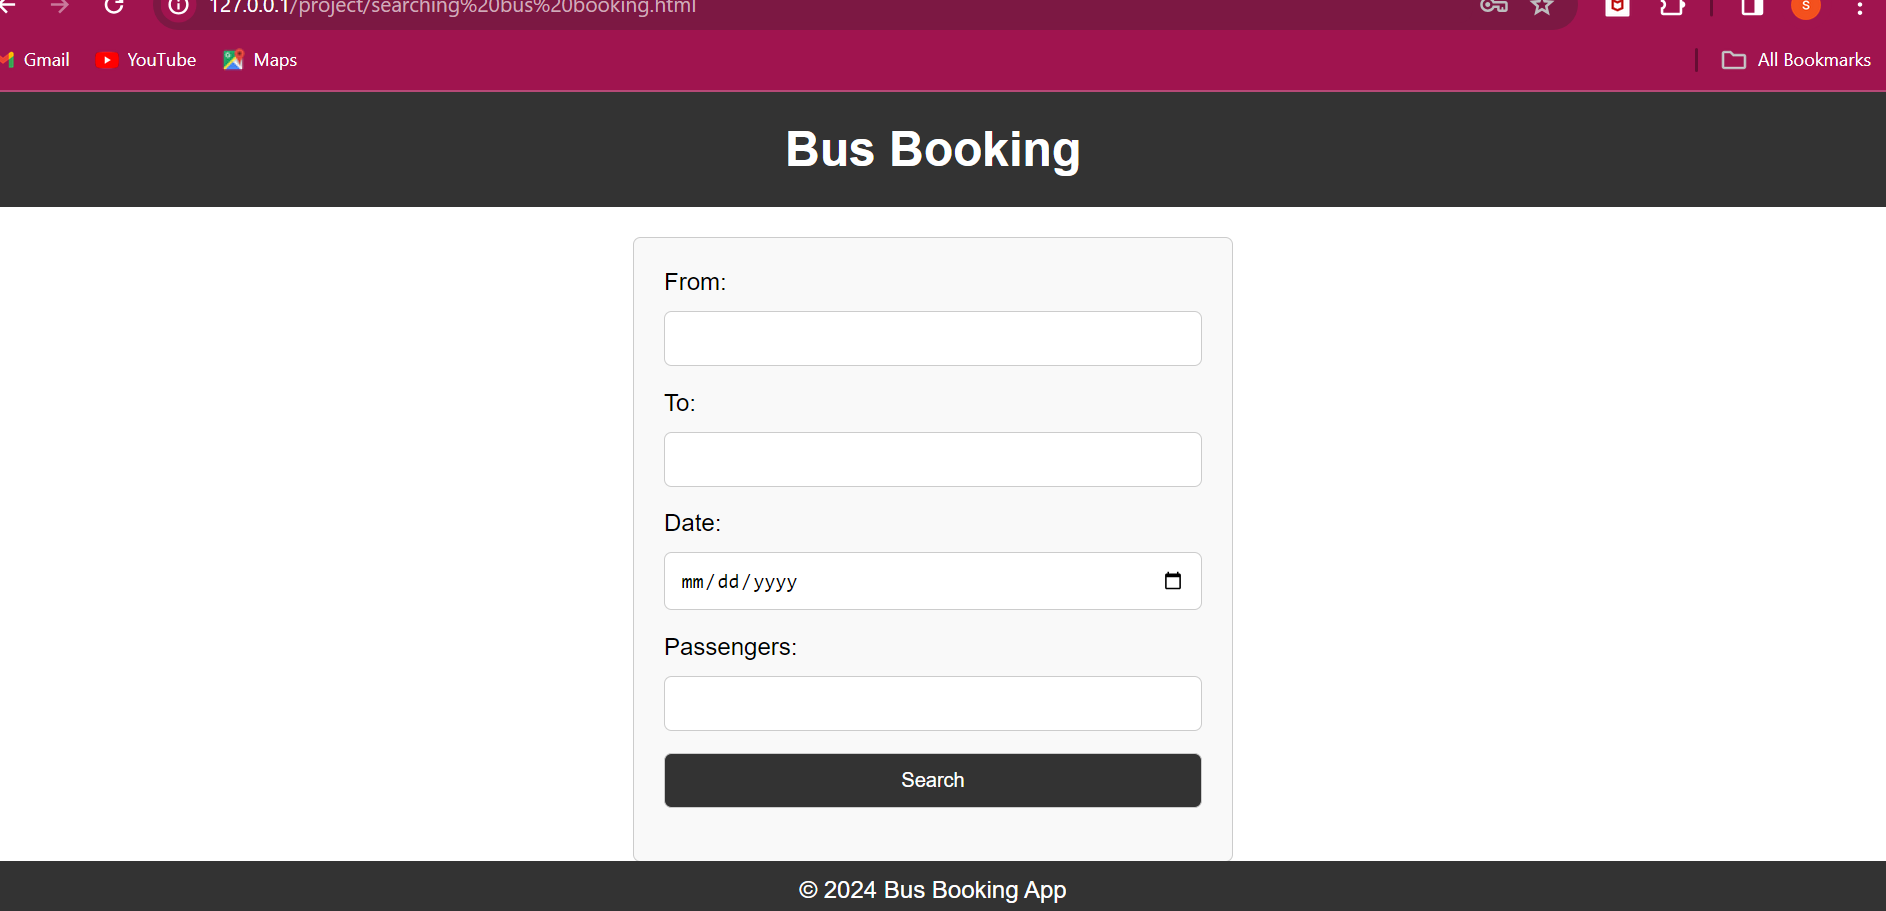 127.0.0.1/project/searching%20bus%20booking.html
S
Gmail YouTube Maps All Bookmarks
Bus Booking
From:
To:
Date:
mm/dd/yyyy
Passengers:
Search
© 2024 Bus Booking App